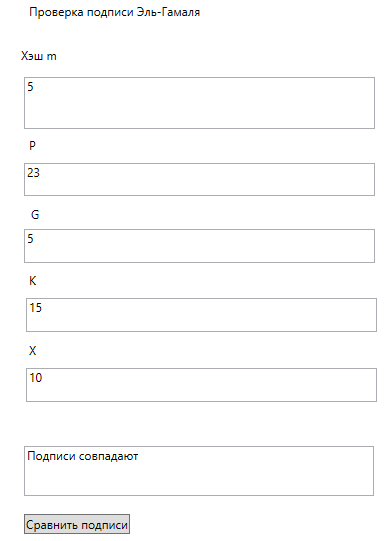 Проверка подписи Эль-Гамаля
Хэш m
5
P
23
G
5
K
15
X
10
Подписи совпадают
Сравнить подписи